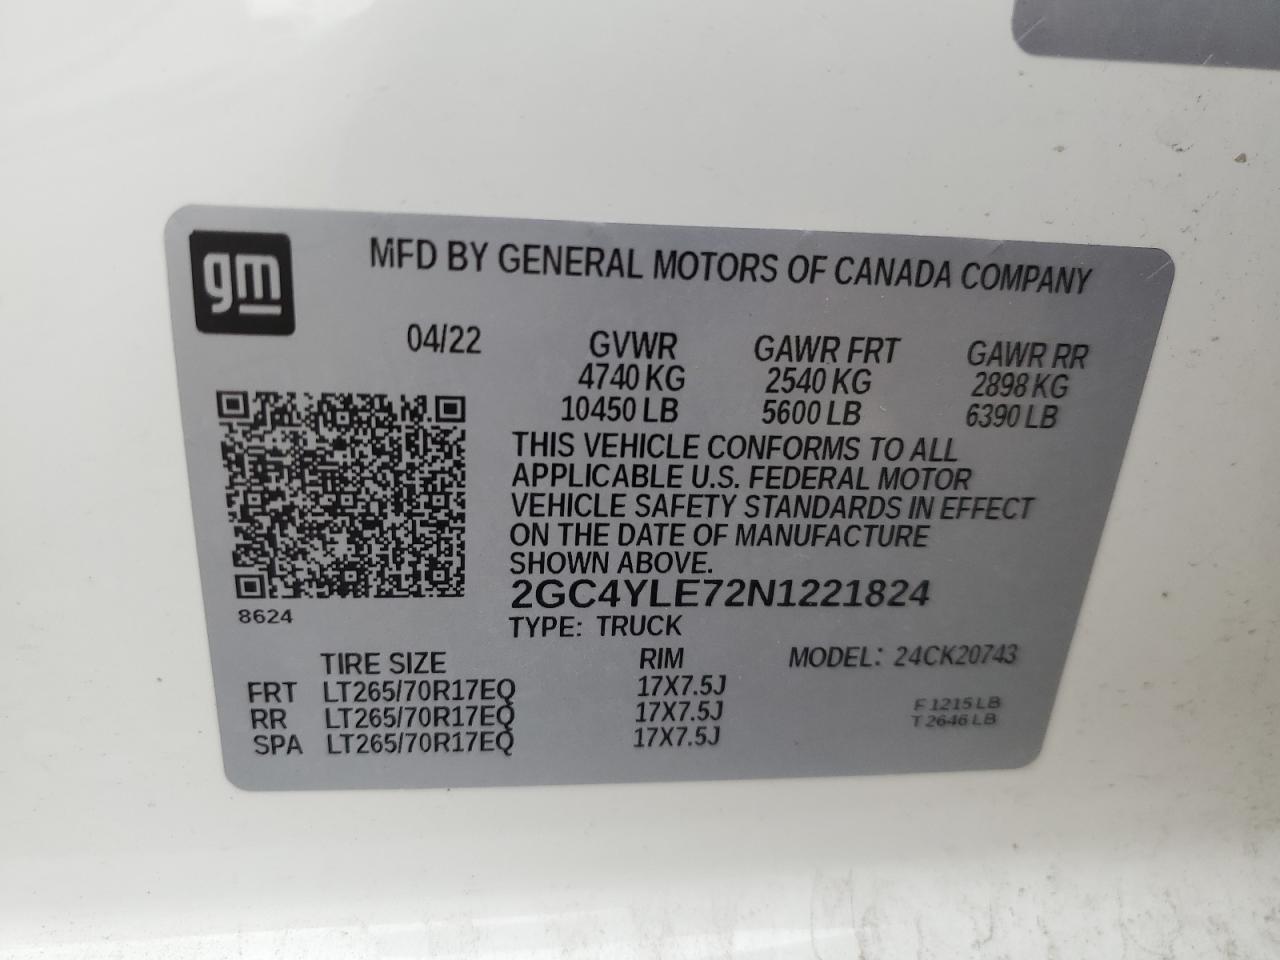 gm
MFD BY GENERAL MOTORS OF CANADA COMPANY
04/22 GVWR GAWR FRT GAWR RR
4740 KG 2540 KG 2898 KG
10450 LB 5600 LB 6390 LB
THIS VEHICLE CONFORMS TO ALL
APPLICABLE U.S. FEDERAL MOTOR
VEHICLE SAFETY STANDARDS IN EFFECT
ON THE DATE OF MANUFACTURE
SHOWN ABOVE.
2GC4YLE72N1221824
8624
TYPE: TRUCK
TIRE SIZE RIM MODEL: 24CK20743
FRT LT265/70R17EQ 17X7.5J
RR LT265/70R17EQ 17X7.5J
SPA LT265/70R17EQ 17X7.5J
F 1215 LB
T 2646 LB